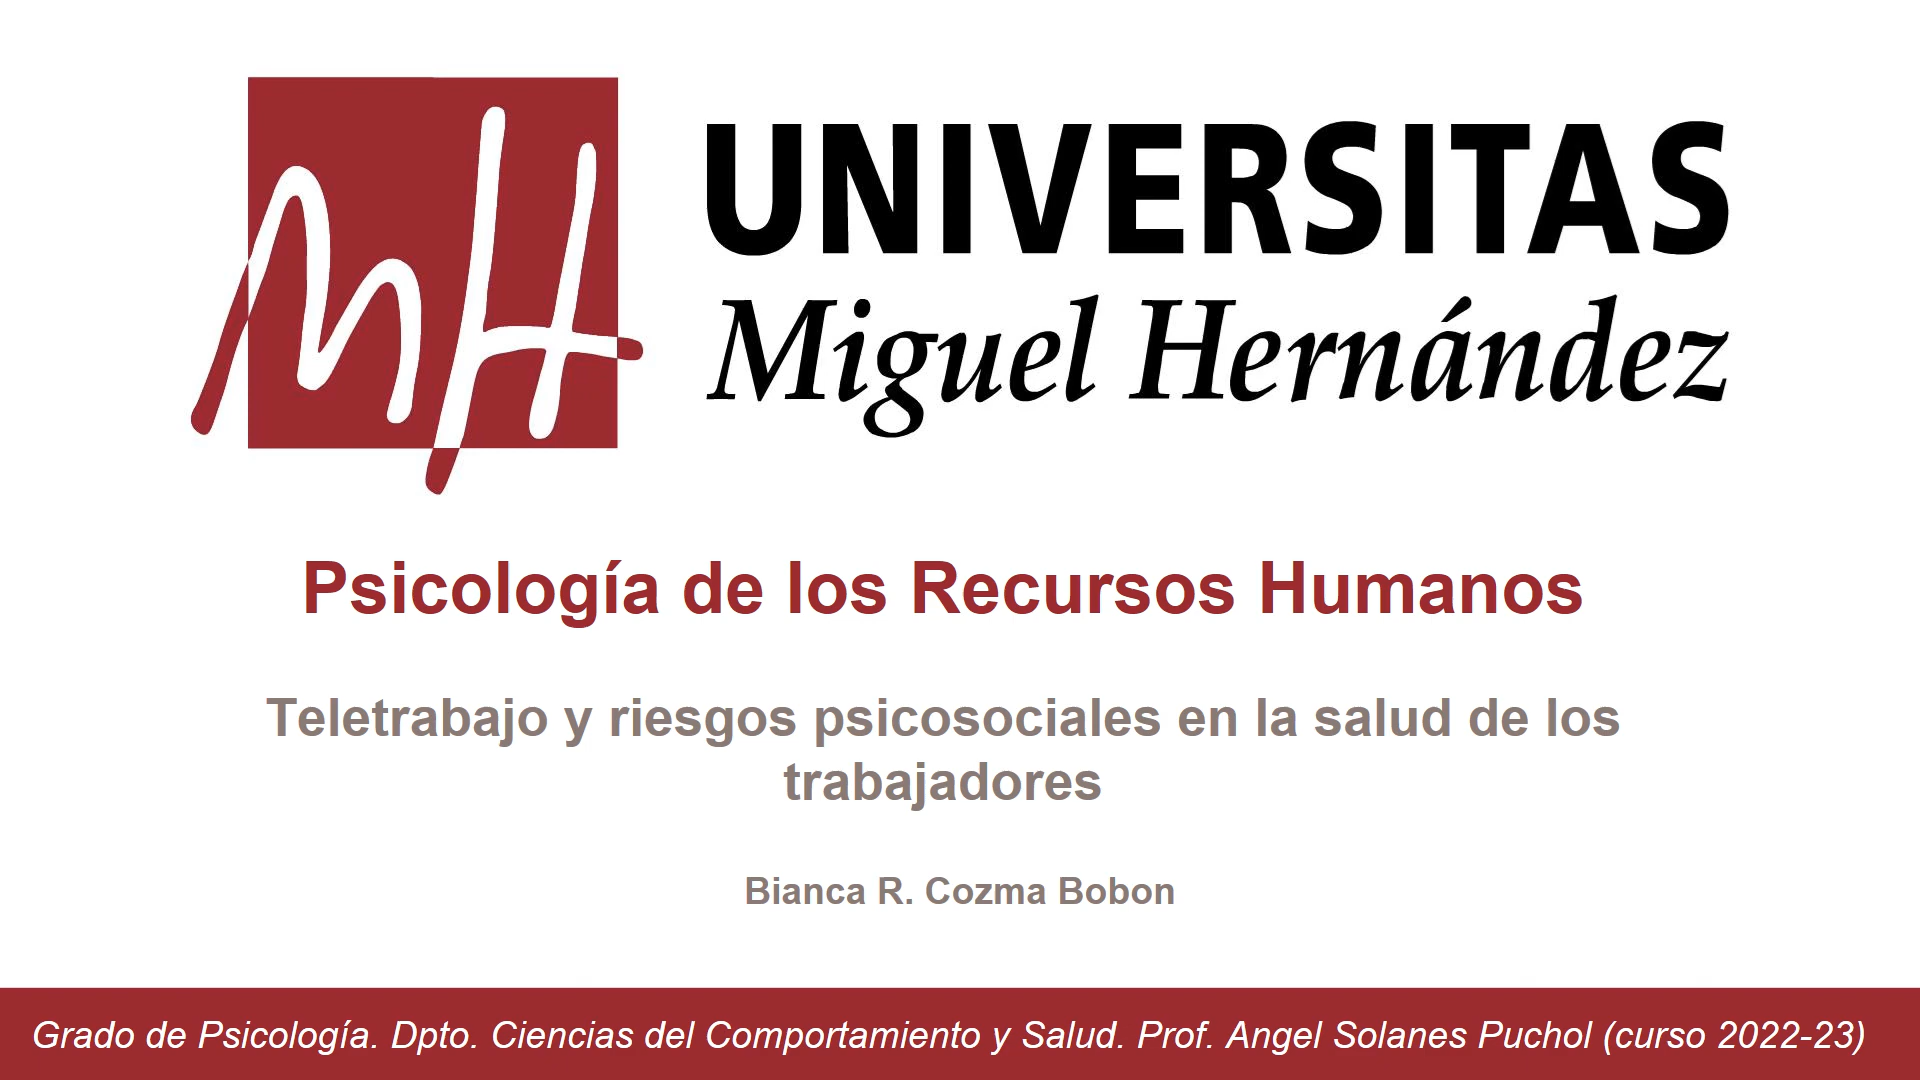 MH
UNIVERSITAS
Miguel Hernández
Psicología de los Recursos Humanos
Teletrabajo y riesgos psicosociales en la salud de los
trabajadores
Bianca R. Cozma Bobon
Grado de Psicología. Dpto. Ciencias del Comportamiento y Salud. Prof. Angel Solanes Puchol (curso 2022-23)